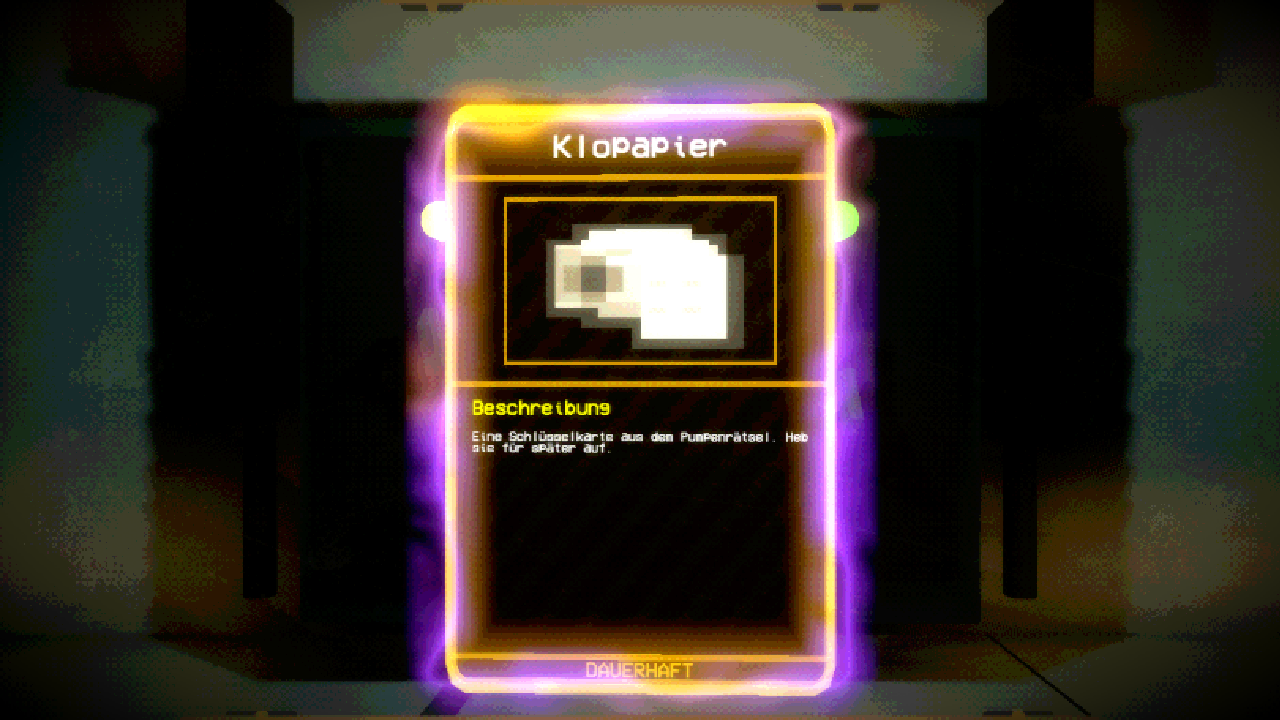 Klopapier
Beschreibung
Eine Schlüsselkarte aus dem Pumpenrätsel. Heb
sie für später auf.
DAUERHAFT